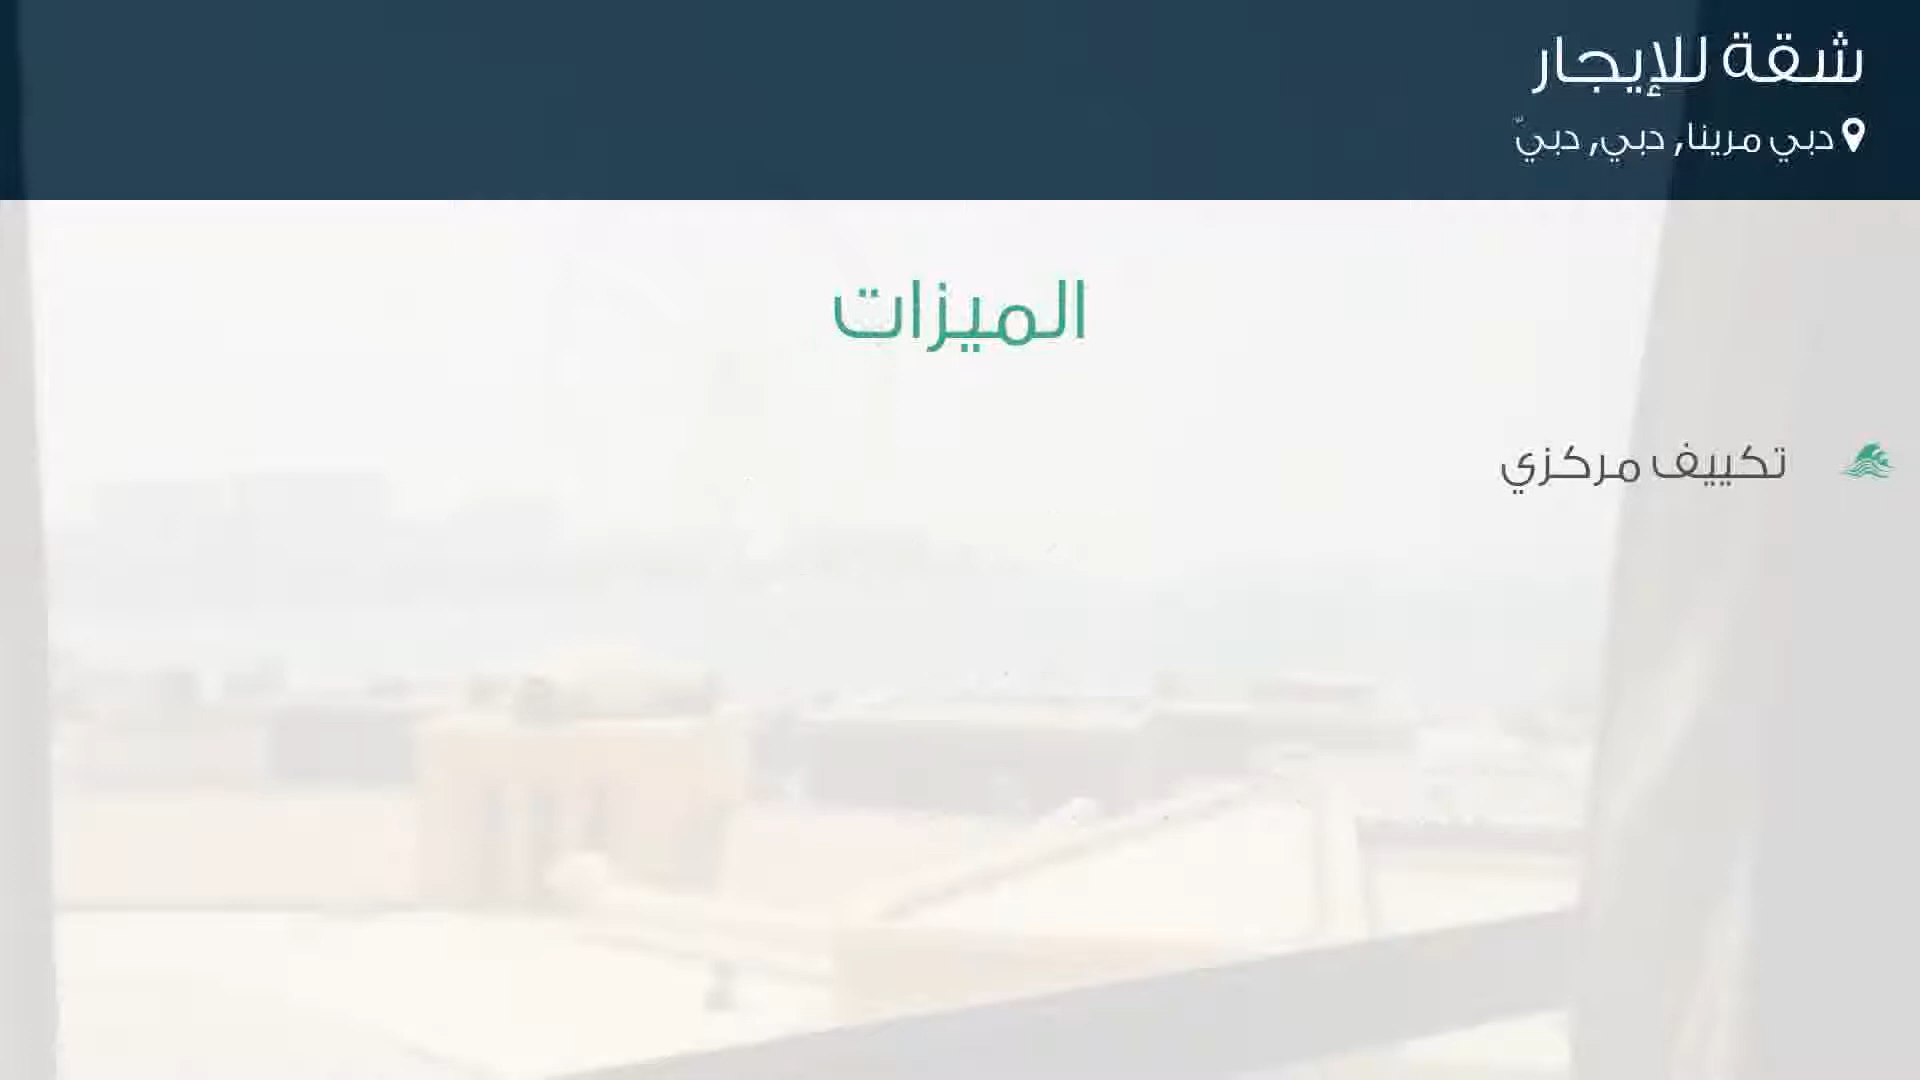 شقة للإيجار
دبي مرينا, دبي, دبيّ
الميزات
تكييف مركزي